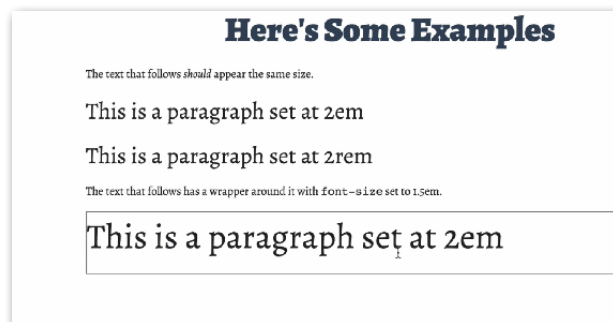 Here's Some Examples
The text that follows should appear the same size.
This is a paragraph set at 2em
This is a paragraph set at 2rem
The text that follows has a wrapper around it with font-size set to 1.5em.
This is a paragraph set at 2em